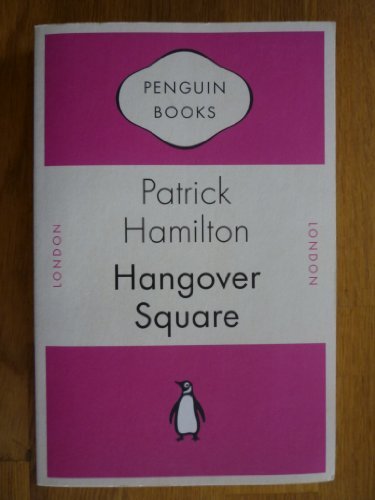 PENGUIN
BOOKS
Patrick
Hamilton
Hangover
Square
LONDON
LONDON